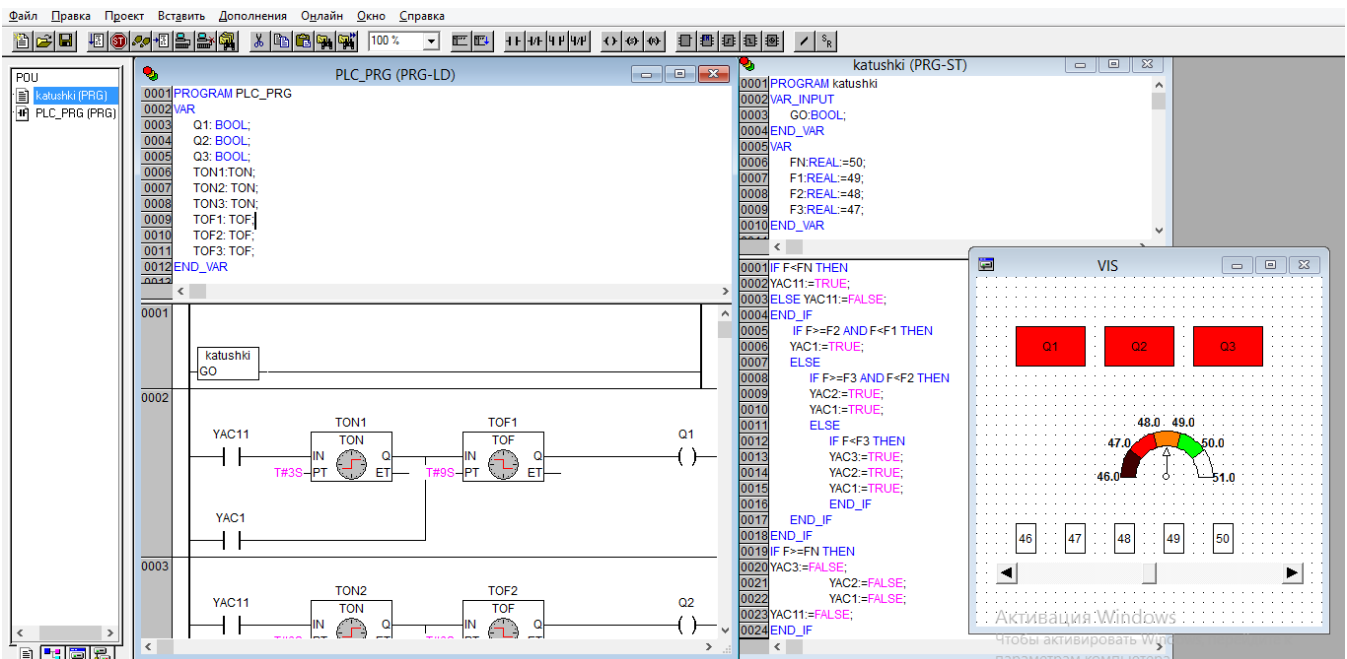 Файл Правка Проект Вставить Дополнения Онлайн Окно Справка
100 %
POU
katushki (PRG)
PLC_PRG (PRG)
PLC_PRG (PRG-LD)
0001 PROGRAM PLC_PRG
0002 VAR
0003 Q1: BOOL;
0004 Q2: BOOL;
0005 Q3: BOOL;
0006 TON1:TON;
0007 TON2: TON;
0008 TON3: TON;
0009 TOF1: TOF;
0010 TOF2: TOF;
0011 TOF3: TOF;
0012 END_VAR
0001
katushki
GO
0002
TON1 TOF1
YAC11 TON TOF Q1
IN Q IN Q
T#3S PT ET T#9S PT ET
YAC1
0003
TON2 TOF2
YAC11 TON TOF Q2
IN Q IN Q
katushki (PRG-ST)
0001 PROGRAM katushki
0002 VAR_INPUT
0003 GO:BOOL;
0004 END_VAR
0005 VAR
0006 FN:REAL:=50;
0007 F1:REAL:=49;
0008 F2:REAL:=48;
0009 F3:REAL:=47;
0010 END_VAR
0001 IF F<FN THEN
0002 YAC11:=TRUE;
0003 ELSE YAC11:=FALSE;
0004 END_IF
0005 IF F>=F2 AND F<F1 THEN
0006 YAC1:=TRUE;
0007 ELSE
0008 IF F>=F3 AND F<F2 THEN
0009 YAC2:=TRUE;
0010 YAC1:=TRUE;
0011 ELSE
0012 IF F<F3 THEN
0013 YAC3:=TRUE;
0014 YAC2:=TRUE;
0015 YAC1:=TRUE;
0016 END_IF
0017 END_IF
0018 END_IF
0019 IF F>=FN THEN
0020 YAC3:=FALSE;
0021 YAC2:=FALSE;
0022 YAC1:=FALSE;
0023 YAC11:=FALSE;
0024 END_IF
VIS
Q1 Q2 Q3
48.0 49.0
47.0 50.0
46.0 51.0
46 47 48 49 50
Активация Windows
Чтобы активировать